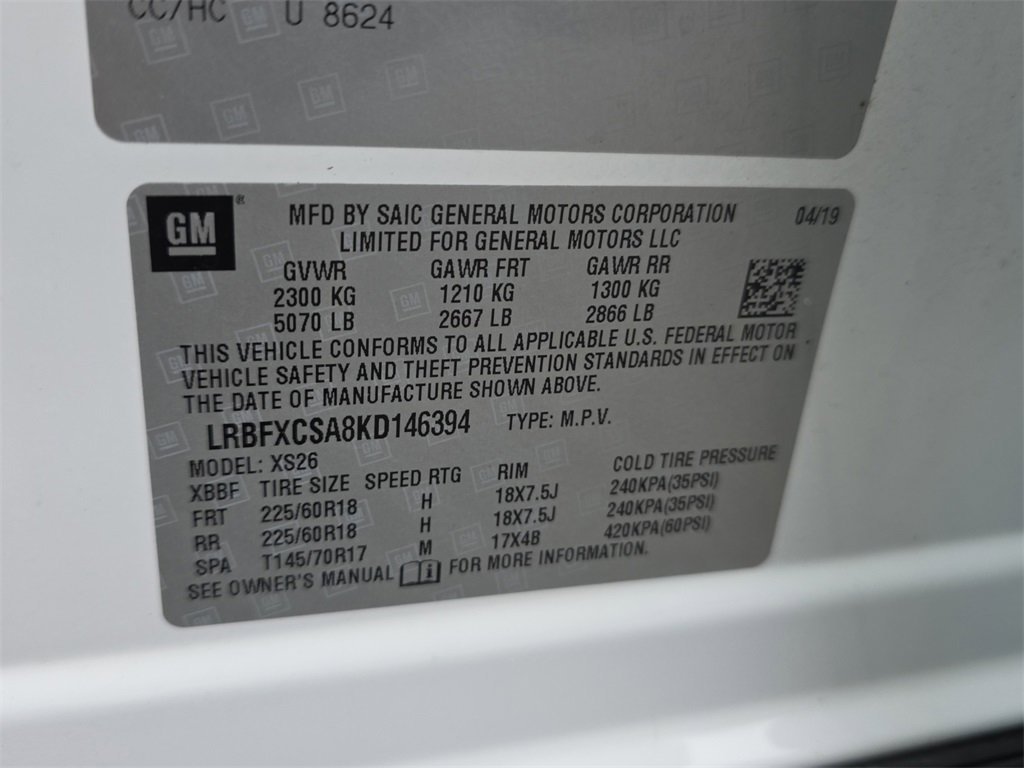 CC/HC U 8624
GM ® MFD BY SAIC GENERAL MOTORS CORPORATION 04/19
LIMITED FOR GENERAL MOTORS LLC
GVWR GAWR FRT GAWR RR
2300 KG 1210 KG 1300 KG
5070 LB 2667 LB 2866 LB
THIS VEHICLE CONFORMS TO ALL APPLICABLE U.S. FEDERAL MOTOR
VEHICLE SAFETY AND THEFT PREVENTION STANDARDS IN EFFECT ON
THE DATE OF MANUFACTURE SHOWN ABOVE.
LRBFXCSA8KD146394 TYPE: M.P.V.
MODEL: XS26
XBBF TIRE SIZE SPEED RTG RIM COLD TIRE PRESSURE
FRT 225/60R18 H 18X7.5J 240KPA(35PSI)
RR 225/60R18 H 18X7.5J 240KPA(35PSI)
SPA T145/70R17 M 17X4B 420KPA(60PSI)
SEE OWNER'S MANUAL FOR MORE INFORMATION.